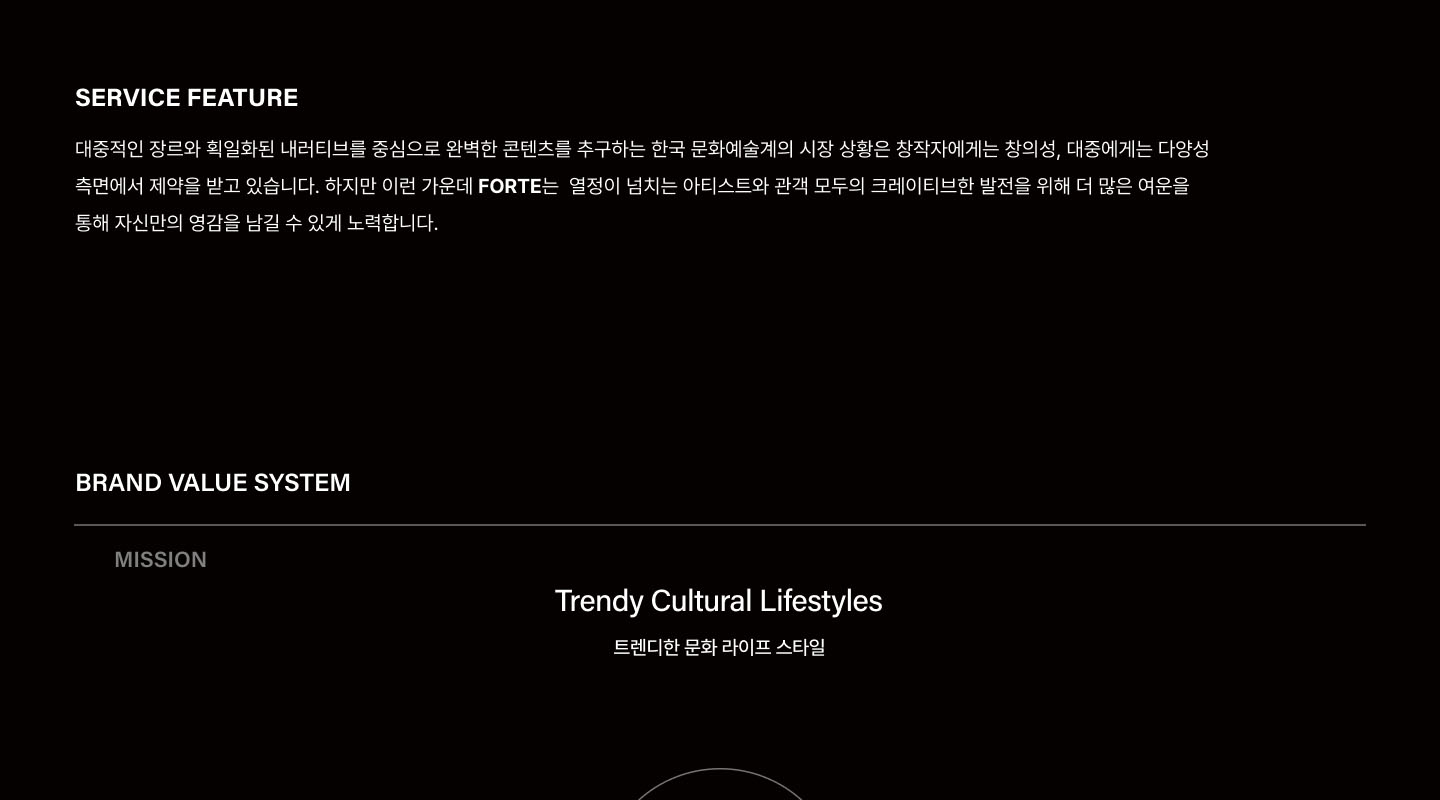 SERVICE FEATURE
대중적인 장르와 획일화된 내러티브를 중심으로 완벽한 콘텐츠를 추구하는 한국 문화예술계의 시장 상황은 창작자에게는 창의성, 대중에게는 다양성
측면에서 제약을 받고 있습니다. 하지만 이런 가운데 FORTE는 열정이 넘치는 아티스트와 관객 모두의 크레이티브한 발전을 위해 더 많은 여운을
통해 자신만의 영감을 남길 수 있게 노력합니다.
BRAND VALUE SYSTEM
MISSION
Trendy Cultural Lifestyles
트렌디한 문화 라이프 스타일